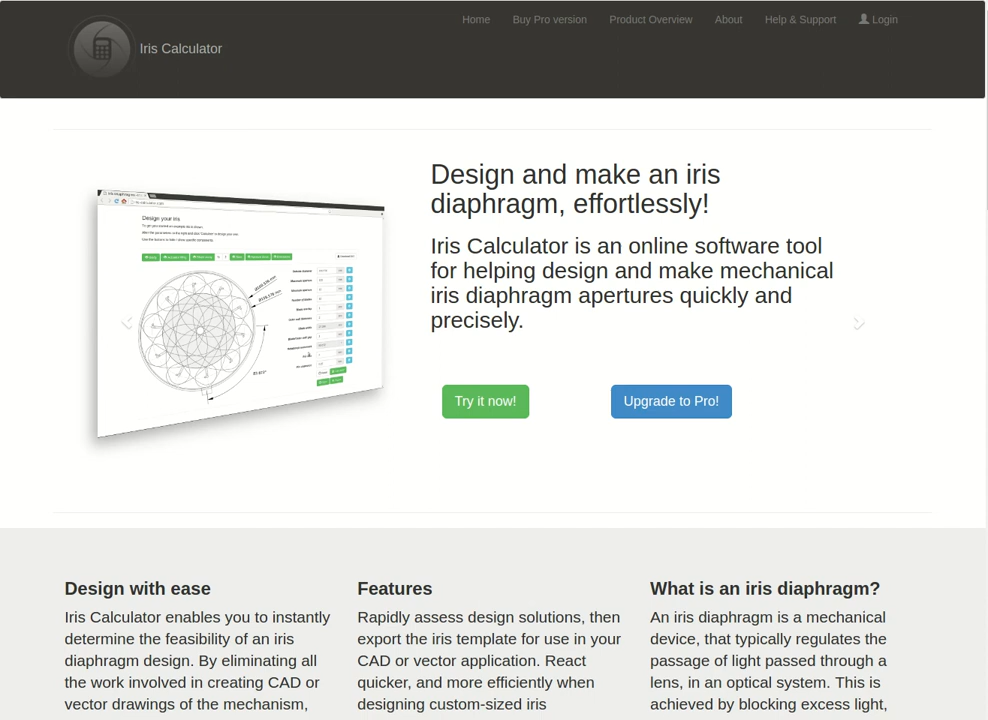 Home Buy Pro version Product Overview About Help & Support Login
Iris Calculator
Design and make an iris
diaphragm, effortlessly!
Iris Calculator is an online software tool
for helping design and make mechanical
iris diaphragm apertures quickly and
precisely.
Design your iris
Try it now! Upgrade to Pro!
Design with ease
Iris Calculator enables you to instantly
determine the feasibility of an iris
diaphragm design. By eliminating all
the work involved in creating CAD or
vector drawings of the mechanism,
Features
Rapidly assess design solutions, then
export the iris template for use in your
CAD or vector application. React
quicker, and more efficiently when
designing custom-sized iris
What is an iris diaphragm?
An iris diaphragm is a mechanical
device, that typically regulates the
passage of light passed through a
lens, in an optical system. This is
achieved by blocking excess light,